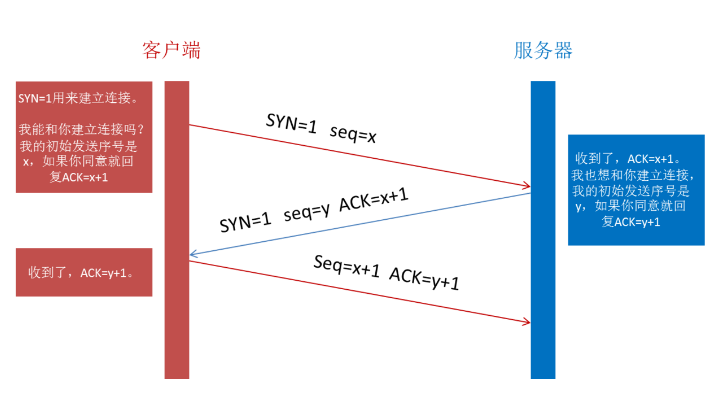 客户端
服务器
SYN=1用来建立连接。
我能和你建立连接吗？
我的初始发送序号是
x，如果你同意就回
复ACK=x+1
SYN=1 seq=x
收到了，ACK=x+1。
我也想和你建立连接，
我的初始发送序号是
y，如果你同意就回
复ACK=y+1
SYN=1 seq=y ACK=x+1
收到了，ACK=y+1。
Seq=x+1 ACK=y+1